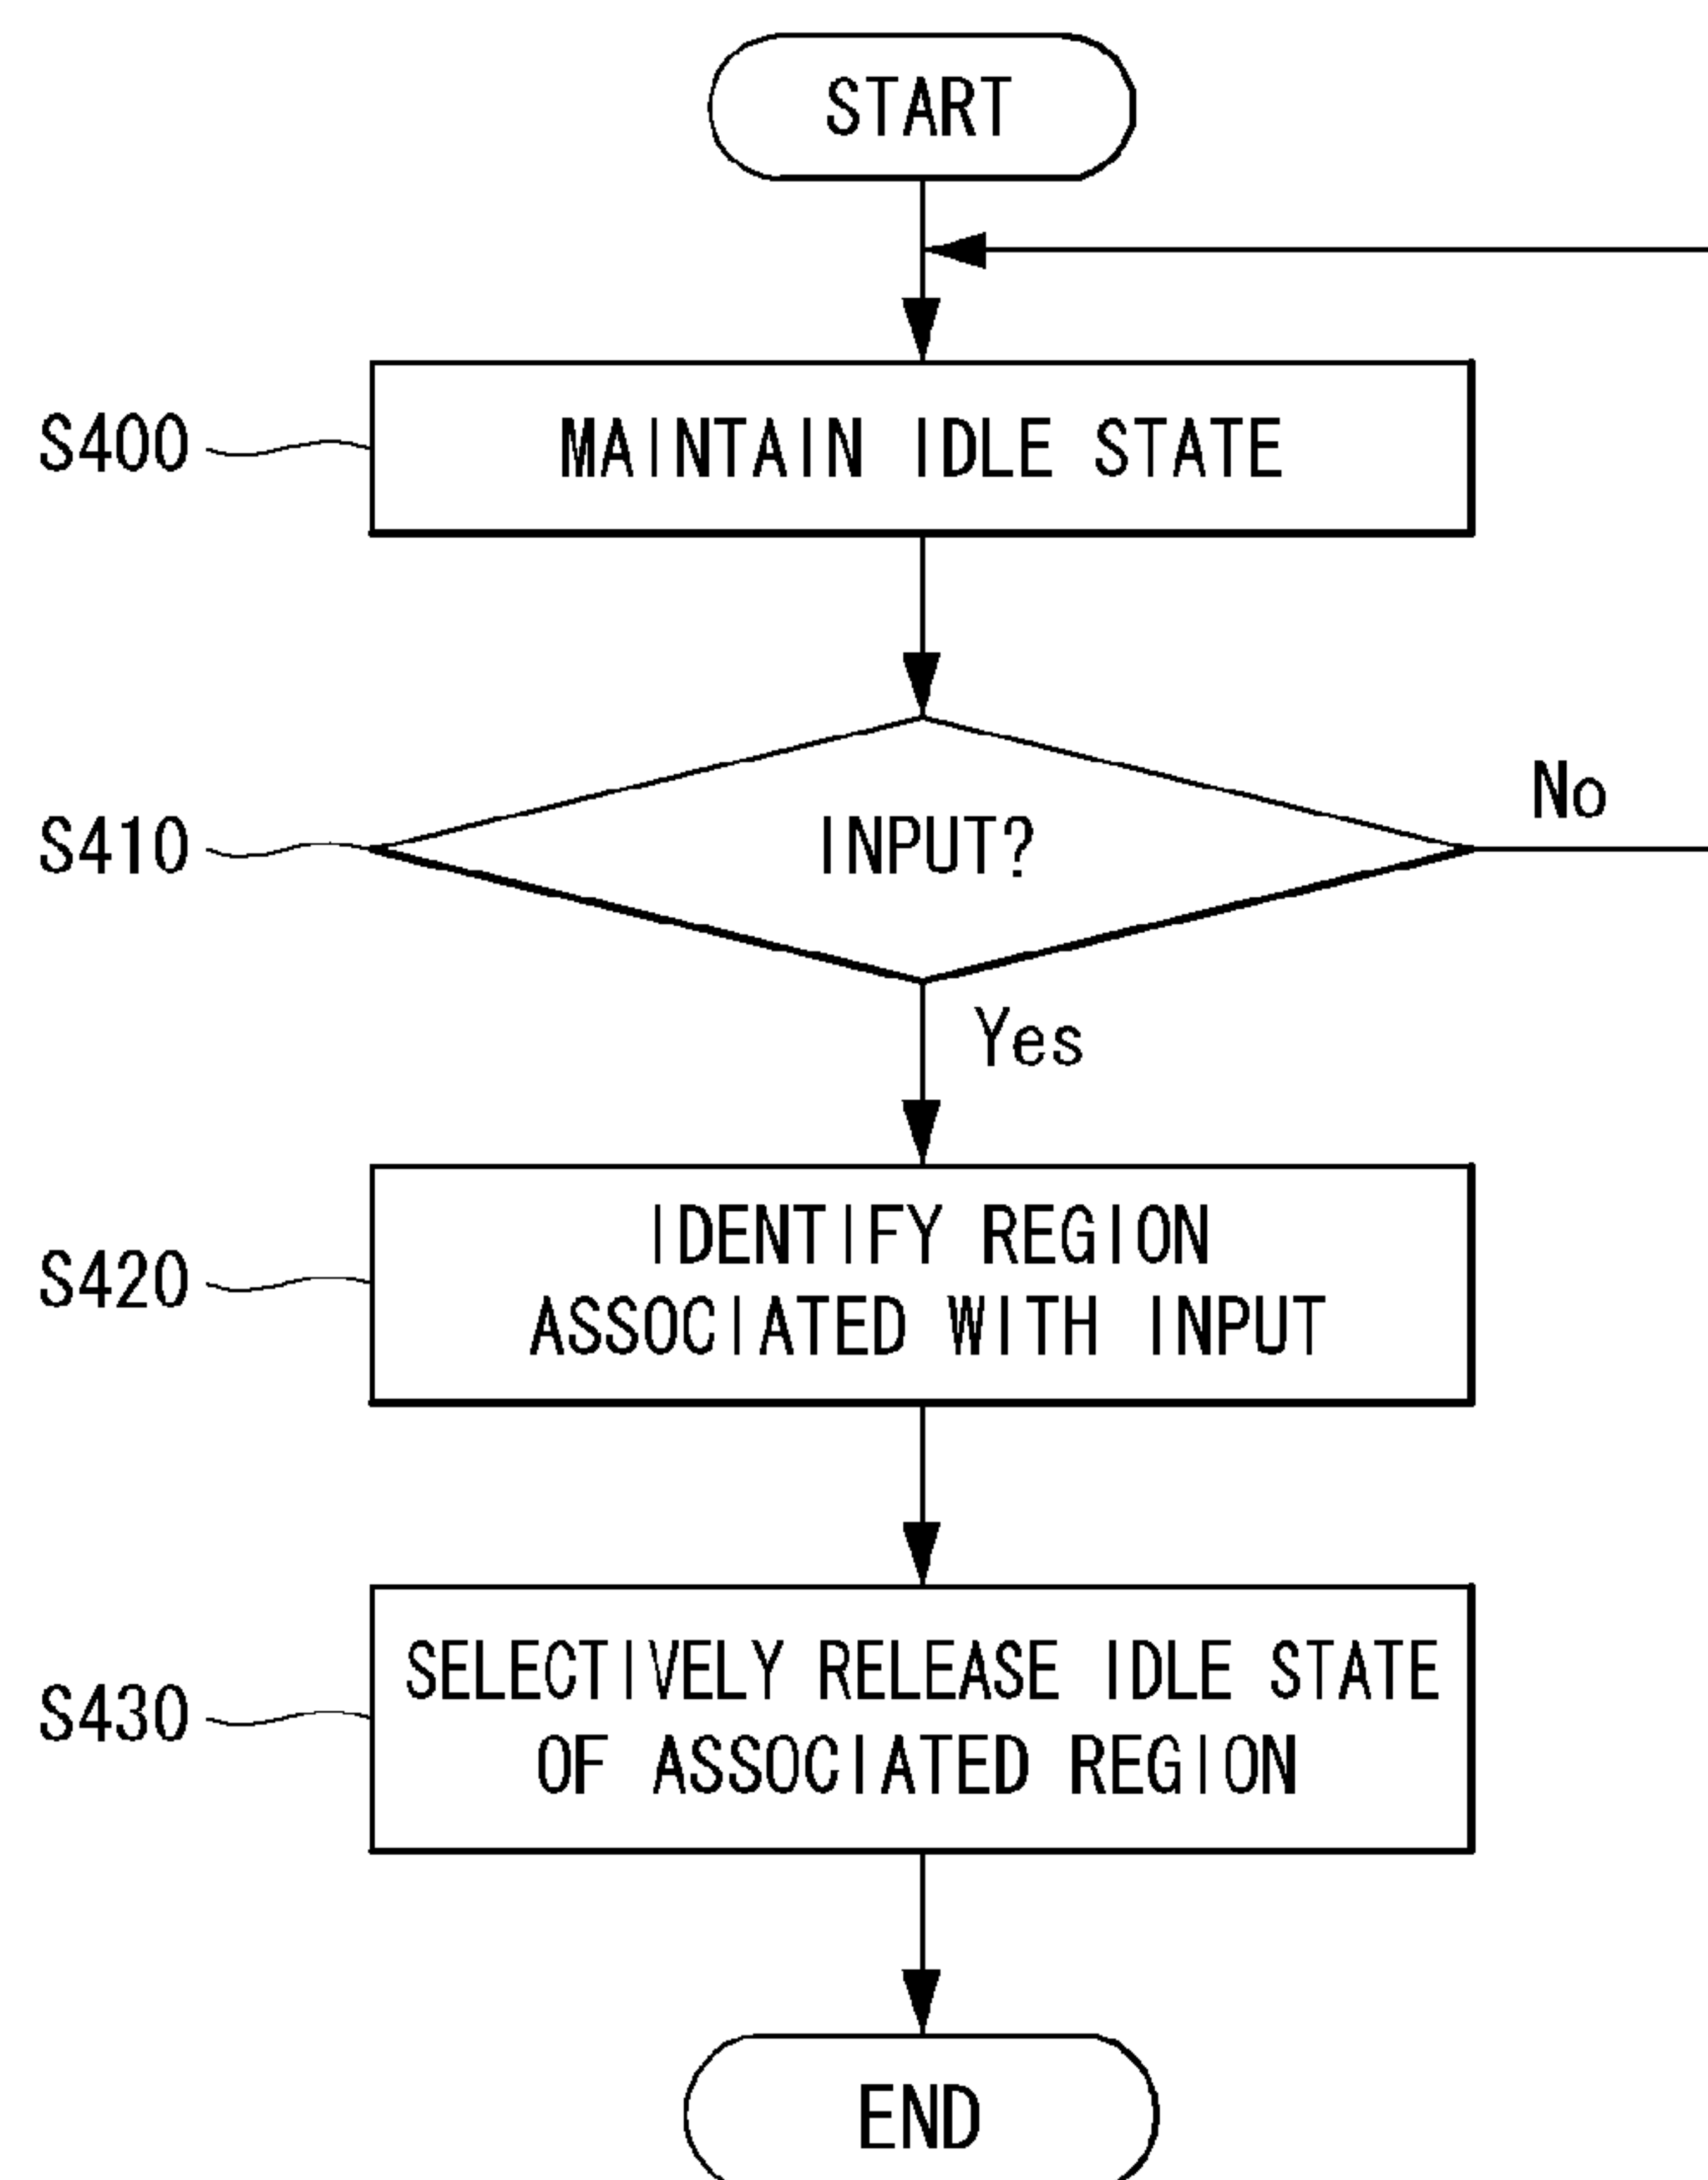 START
S400
MAINTAIN IDLE STATE
S410
INPUT?
No
Yes
S420
IDENTIFY REGION
ASSOCIATED WITH INPUT
S430
SELECTIVELY RELEASE IDLE STATE
OF ASSOCIATED REGION
END